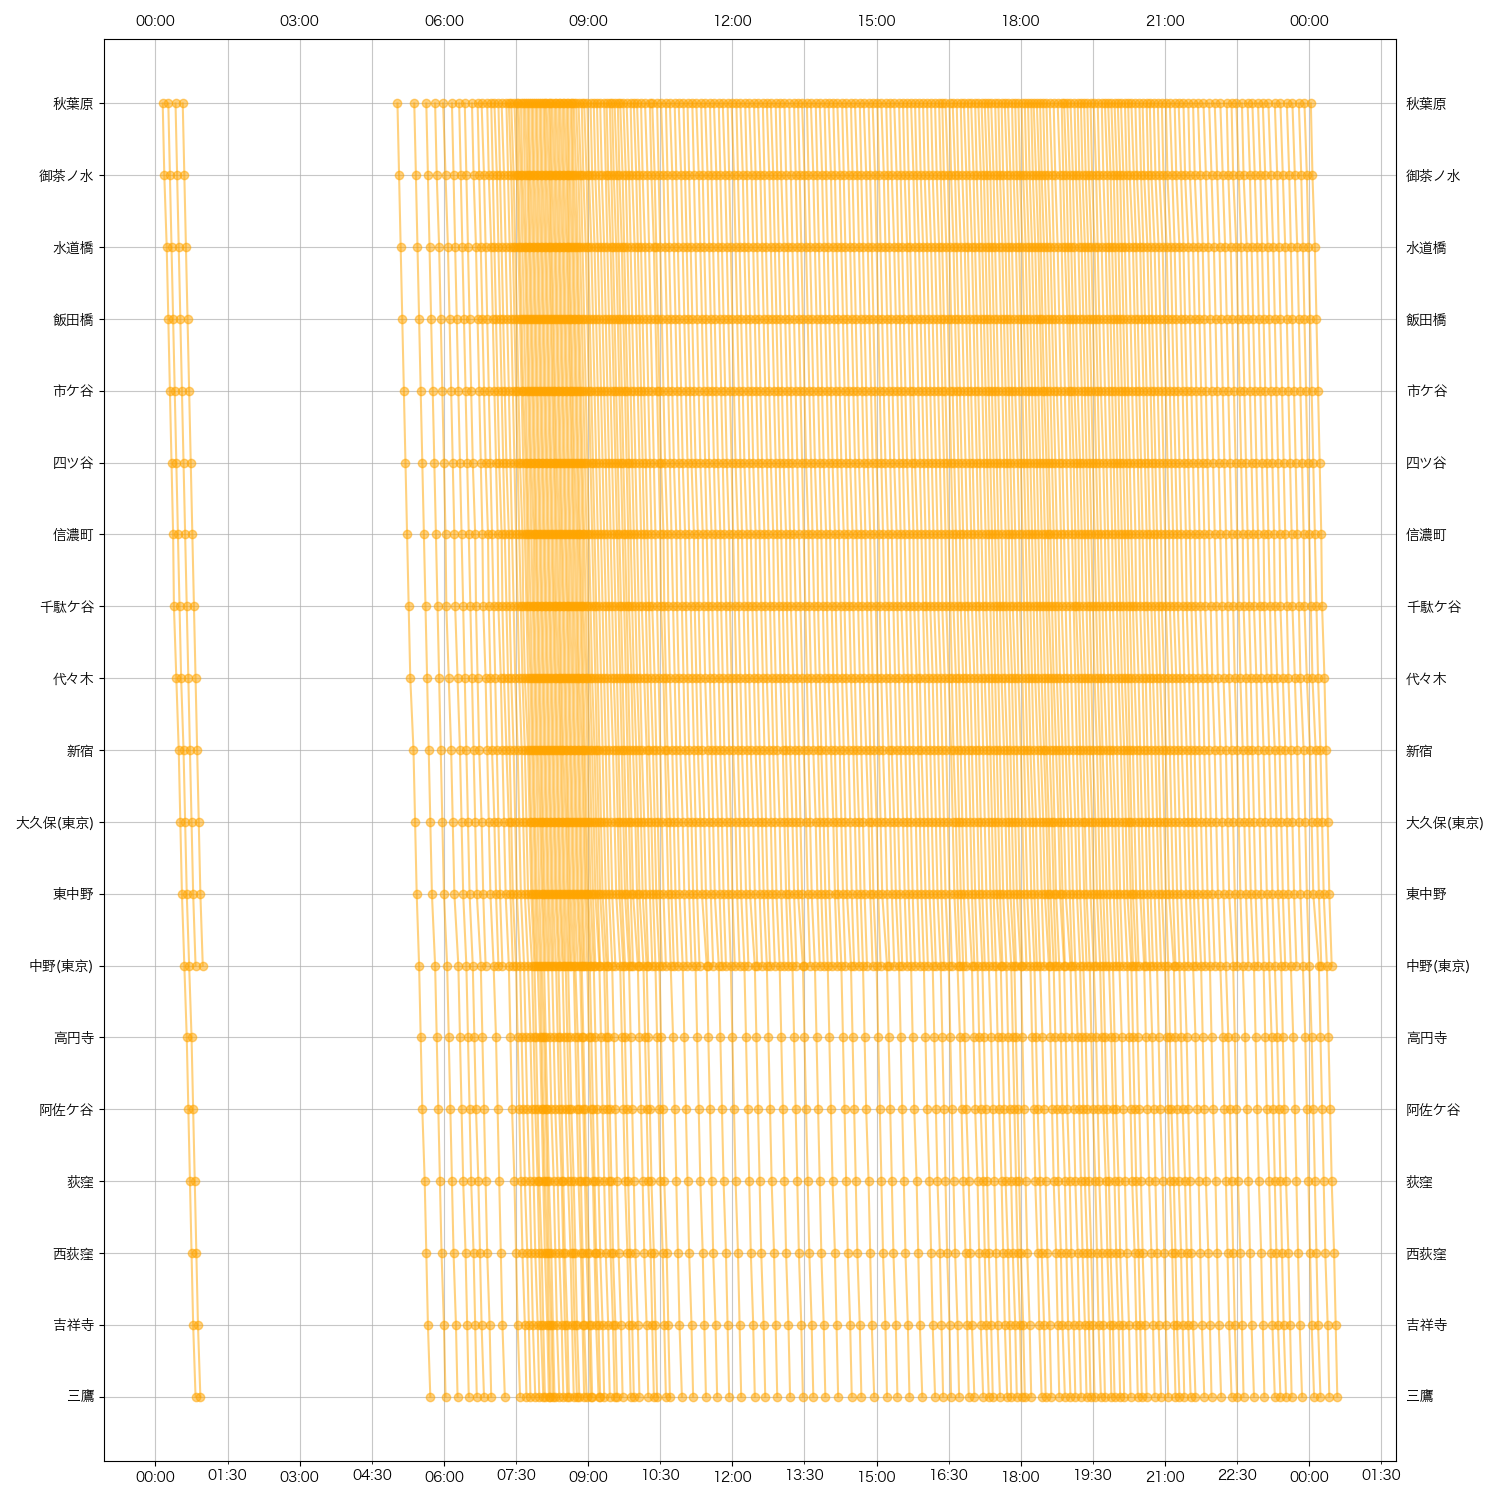 00:00 03:00 06:00 09:00 12:00 15:00 18:00 21:00 00:00
秋葉原 秋葉原
御茶ノ水 御茶ノ水
水道橋 水道橋
飯田橋 飯田橋
市ケ谷 市ケ谷
四ツ谷 四ツ谷
信濃町 信濃町
千駄ケ谷 千駄ケ谷
代々木 代々木
新宿 新宿
大久保(東京) 大久保(東京)
東中野 東中野
中野(東京) 中野(東京)
高円寺 高円寺
阿佐ケ谷 阿佐ケ谷
荻窪 荻窪
西荻窪 西荻窪
吉祥寺 吉祥寺
三鷹 三鷹
00:00 01:30 03:00 04:30 06:00 07:30 09:00 10:30 12:00 13:30 15:00 16:30 18:00 19:30 21:00 22:30 00:00 01:30